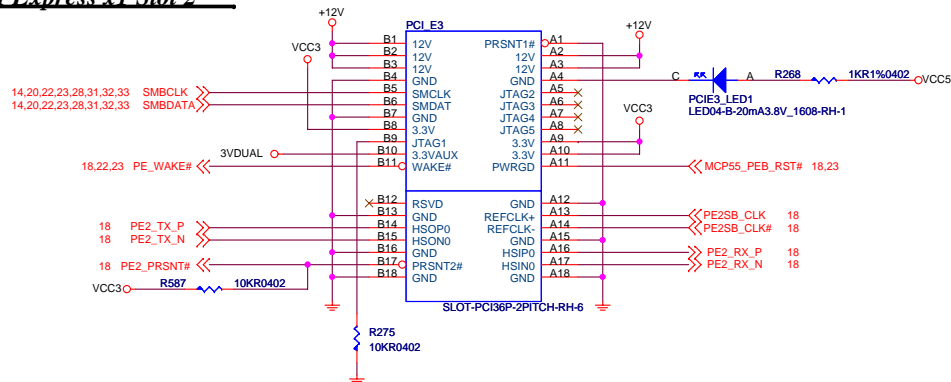 Express x1 Slot 2
+12V
+12V
PCI_E3
VCC3
B1 12V PRSNT1# A1
B2 12V 12V A2
B3 12V 12V A3
B4 GND GND A4
C A R268 1KR1%0402 VCC5
14,20,22,23,28,31,32,33 SMBCLK B5 SMCLK JTAG2 A5
14,20,22,23,28,31,32,33 SMBDATA B6 SMDAT JTAG3 A6
PCIE3_LED1
LED04-B-20mA3.8V_1608-RH-1
B7 GND JTAG4 A7
VCC3
B8 3.3V JTAG5 A8
B9 JTAG1 3.3V A9
3VDUAL B10 3.3VAUX 3.3V A10
18,22,23 PE_WAKE# B11 WAKE# PWRGD A11 MCP55_PEB_RST# 18,23
B12 RSVD GND A12
B13 GND REFCLK+ A13 PE2SB_CLK 18
18 PE2_TX_P B14 HSOP0 REFCLK- A14 PE2SB_CLK# 18
18 PE2_TX_N B15 HSON0 GND A15
B16 GND HSIP0 A16 PE2_RX_P 18
18 PE2_PRSNT# B17 PRSNT2# HSIN0 A17 PE2_RX_N 18
B18 GND GND A18
VCC3 R587 10KR0402
SLOT-PCI36P-2PITCH-RH-6
R275
10KR0402